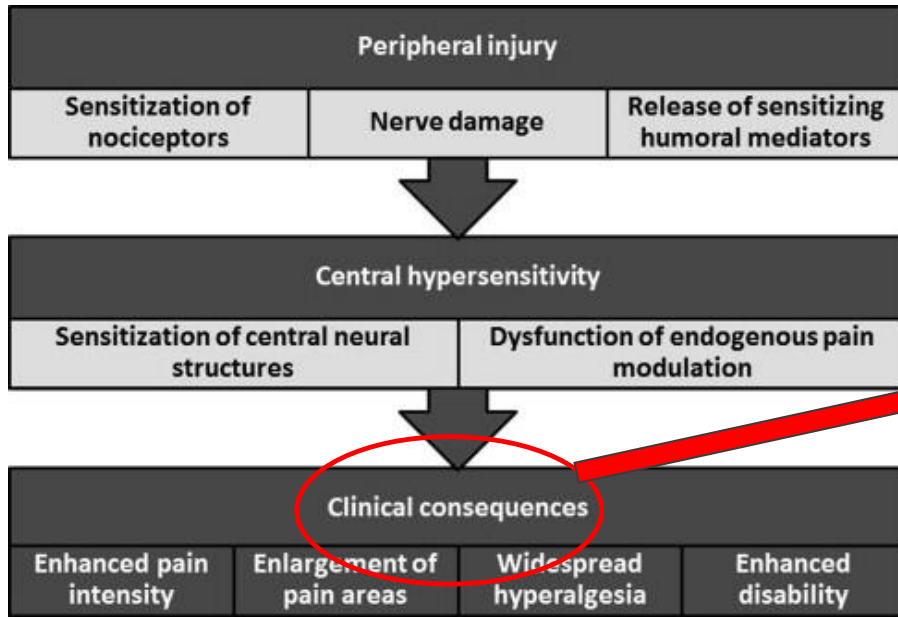 Peripheral injury
Sensitization of
nociceptors
Nerve damage
Release of sensitizing
humoral mediators
Central hypersensitivity
Sensitization of central neural
structures
Dysfunction of endogenous pain
modulation
Clinical consequences
Enhanced pain
intensity
Enlargement of
pain areas
Widespread
hyperalgesia
Enhanced
disability